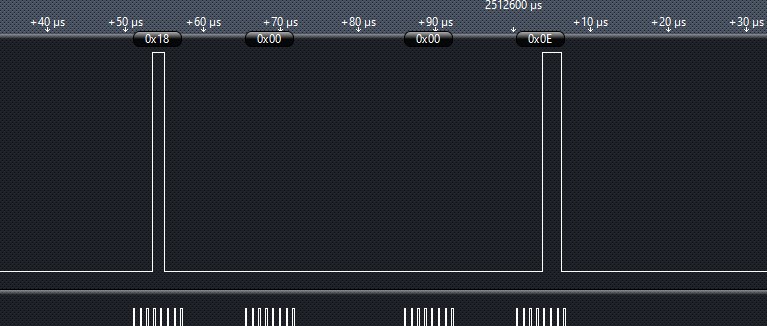 2512600 µs
+40 µs +50 µs +60 µs +70 µs +80 µs +90 µs +10 µs +20 µs +30 µs
0x18 0x00 0x00 0x0E